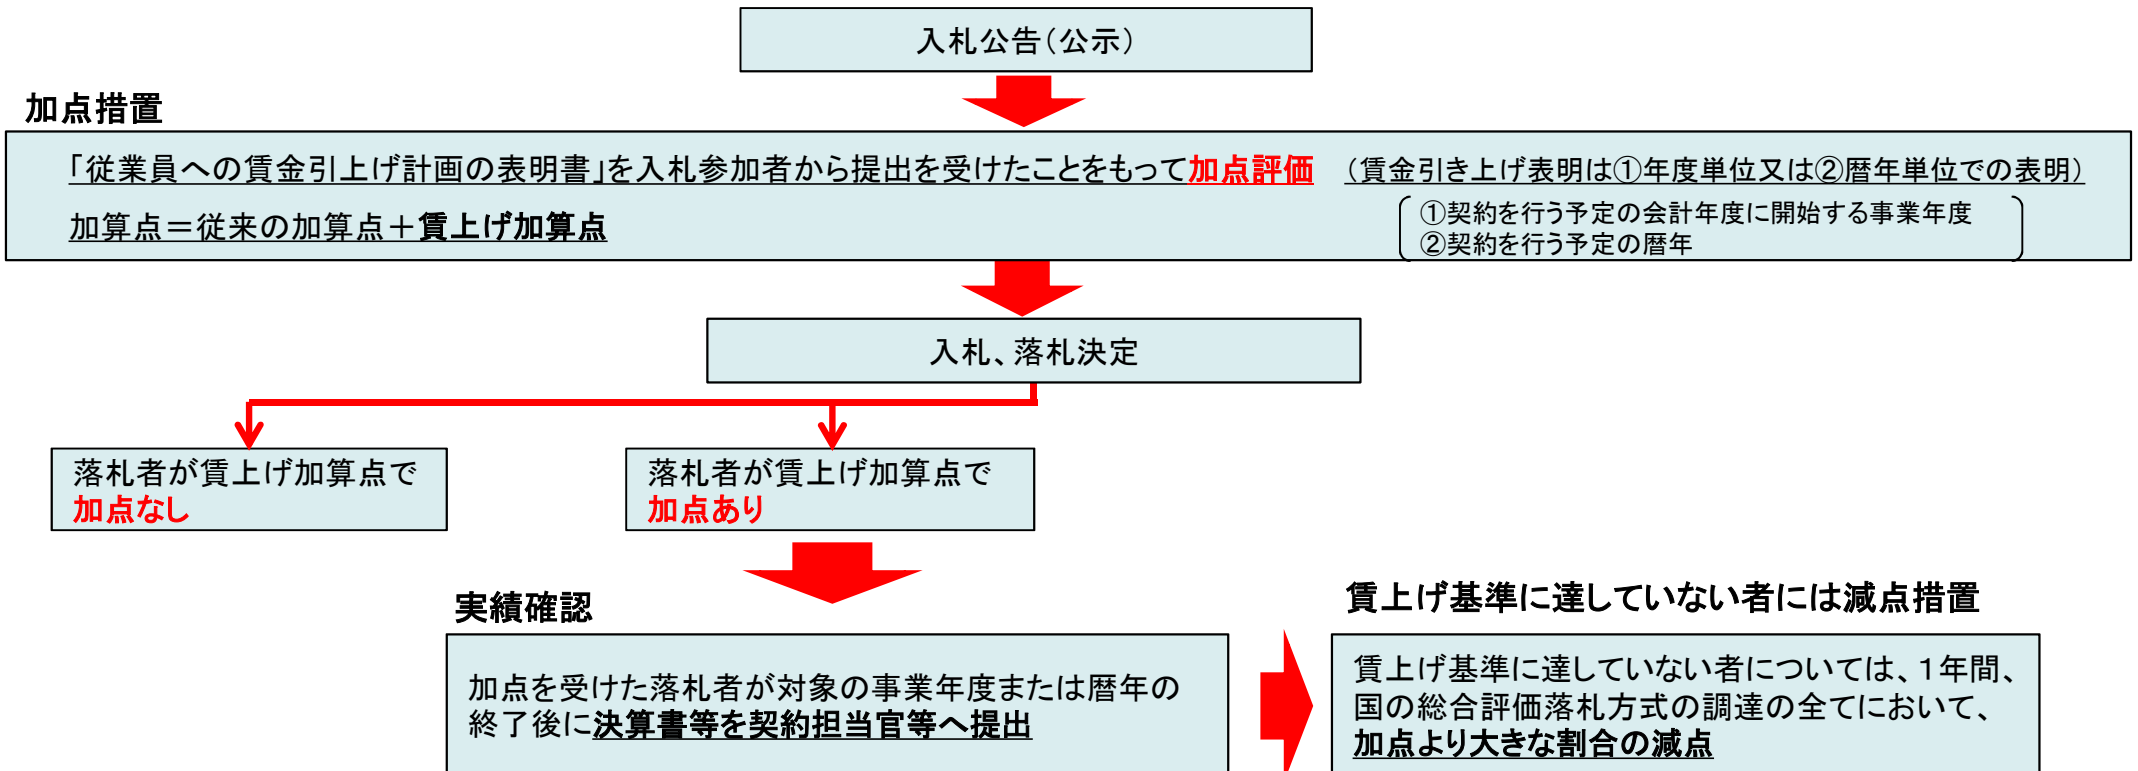 入札公告(公示)
加点措置
「従業員への賃金引上げ計画の表明書」を入札参加者から提出を受けたことをもって加点評価 (賃金引き上げ表明は①年度単位又は②暦年単位での表明)
加算点=従来の加算点+賃上げ加算点
①契約を行う予定の会計年度に開始する事業年度
②契約を行う予定の暦年
入札、落札決定
落札者が賃上げ加算点で
加点なし
落札者が賃上げ加算点で
加点あり
実績確認
加点を受けた落札者が対象の事業年度または暦年の
終了後に決算書等を契約担当官等へ提出
賃上げ基準に達していない者には減点措置
賃上げ基準に達していない者については、1年間、
国の総合評価落札方式の調達の全てにおいて、
加点より大きな割合の減点